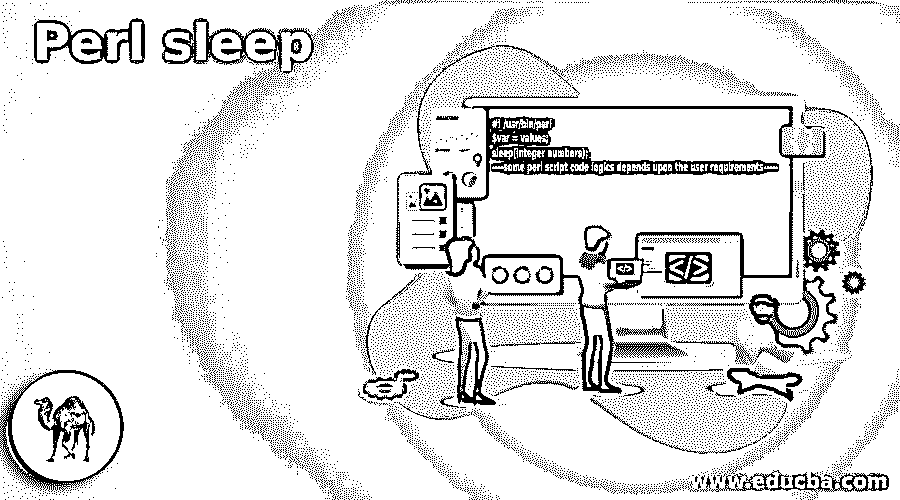 Perl sleep
#! /usr/bin/perl
$var = values;
sleep(integer numbers);
----some perl script code logics depends upon the user requirements----
</>
</>
www.educba.com